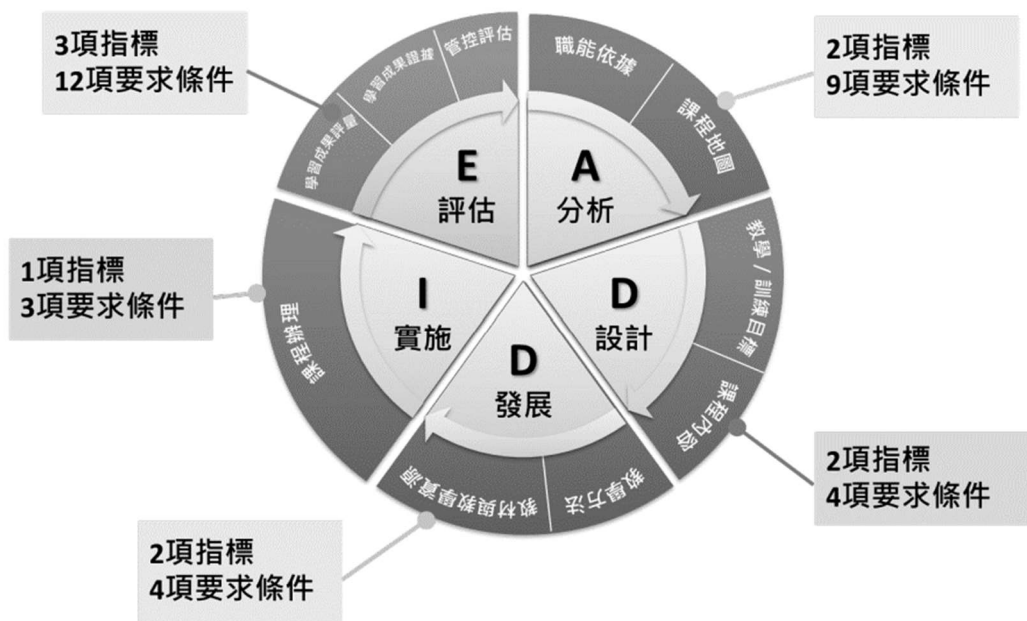 3項指標
12項要求條件
管控評估
學習成果證據
學習成果評量
E
評估
職能依據
課程地圖
A
分析
2項指標
9項要求條件
教學/訓練目標
課程內容
D
設計
2項指標
4項要求條件
D
發展
教學方法
教材與教學資源
2項指標
4項要求條件
I
實施
課程辦理
1項指標
3項要求條件